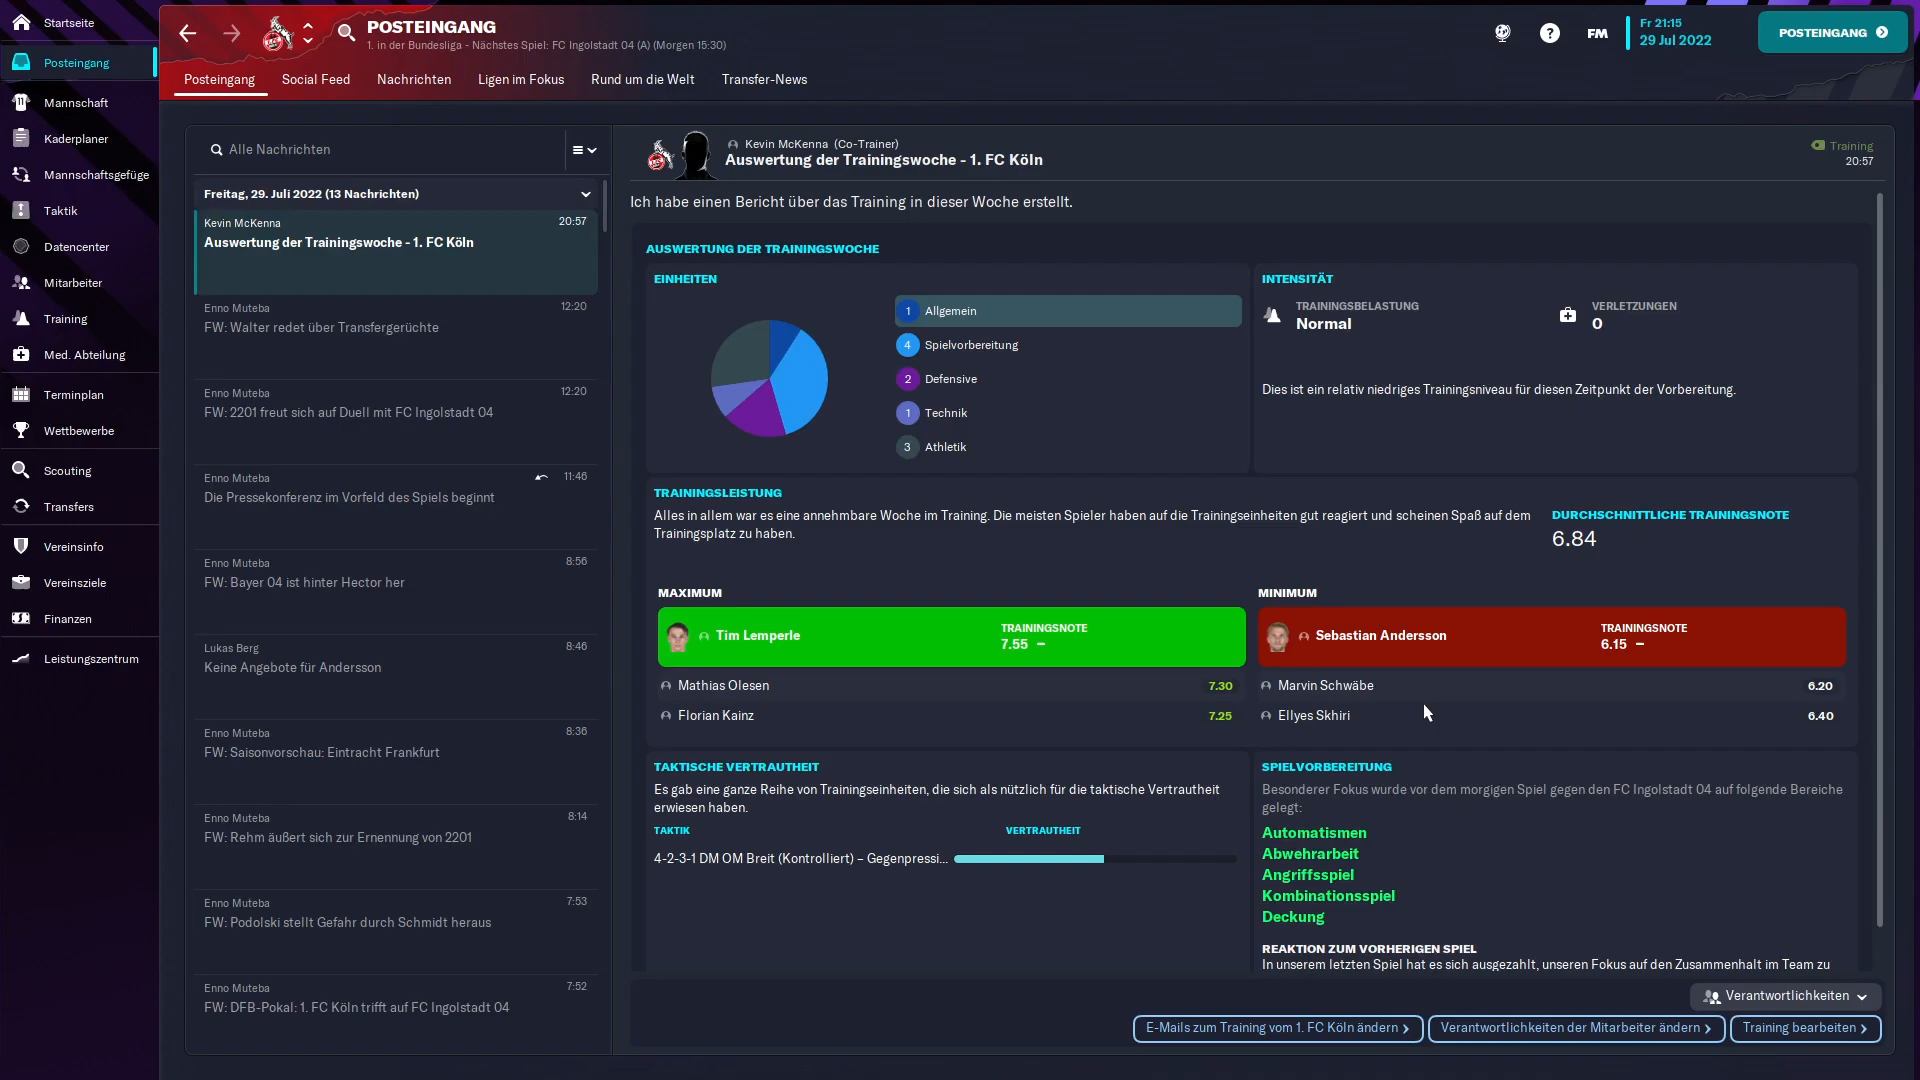 Startseite
Posteingang
Mannschaft
Kaderplaner
Mannschaftsgefüge
Taktik
Datencenter
Mitarbeiter
Training
Med. Abteilung
Terminplan
Wettbewerbe
Scouting
Transfers
Vereinsinfo
Vereinsziele
Finanzen
Leistungszentrum
POSTEINGANG
1. in der Bundesliga - Nächstes Spiel: FC Ingolstadt 04 (A) (Morgen 15:30)
FM
Fr 21:15
29 Jul 2022
POSTEINGANG
Posteingang Social Feed Nachrichten Ligen im Fokus Rund um die Welt Transfer-News
Alle Nachrichten
Freitag, 29. Juli 2022 (13 Nachrichten)
Kevin McKenna 20:57
Auswertung der Trainingswoche - 1. FC Köln
Enno Muteba 12:20
FW: Walter redet über Transfergerüchte
Enno Muteba 12:20
FW: 2201 freut sich auf Duell mit FC Ingolstadt 04
Enno Muteba 11:46
Die Pressekonferenz im Vorfeld des Spiels beginnt
Enno Muteba 8:56
FW: Bayer 04 ist hinter Hector her
Lukas Berg 8:46
Keine Angebote für Andersson
Enno Muteba 8:36
FW: Saisonvorschau: Eintracht Frankfurt
Enno Muteba 8:14
FW: Rehm äußert sich zur Ernennung von 2201
Enno Muteba 7:53
FW: Podolski stellt Gefahr durch Schmidt heraus
Enno Muteba 7:52
FW: DFB-Pokal: 1. FC Köln trifft auf FC Ingolstadt 04
Kevin McKenna (Co-Trainer)
Auswertung der Trainingswoche - 1. FC Köln
Training
20:57
Ich habe einen Bericht über das Training in dieser Woche erstellt.
AUSWERTUNG DER TRAININGSWOCHE
EINHEITEN
1 Allgemein
4 Spielvorbereitung
2 Defensive
1 Technik
3 Athletik
INTENSITÄT
TRAININGSBELASTUNG
Normal
VERLETZUNGEN
0
Dies ist ein relativ niedriges Trainingsniveau für diesen Zeitpunkt der Vorbereitung.
TRAININGSLEISTUNG
Alles in allem war es eine annehmbare Woche im Training. Die meisten Spieler haben auf die Trainingseinheiten gut reagiert und scheinen Spaß auf dem
Trainingsplatz zu haben.
DURCHSCHNITTLICHE TRAININGSNOTE
6.84
MAXIMUM
Tim Lemperle
TRAININGSNOTE
7.55 –
Mathias Olesen 7.30
Florian Kainz 7.25
MINIMUM
Sebastian Andersson
TRAININGSNOTE
6.15 –
Marvin Schwäbe 6.20
Ellyes Skhiri 6.40
TAKTISCHE VERTRAUTHEIT
Es gab eine ganze Reihe von Trainingseinheiten, die sich als nützlich für die taktische Vertrautheit
erwiesen haben.
TAKTIK VERTRAUTHEIT
4-2-3-1 DM OM Breit (Kontrolliert) – Gegenpressi...
SPIELVORBEREITUNG
Besonderer Fokus wurde vor dem morgigen Spiel gegen den FC Ingolstadt 04 auf folgende Bereiche
gelegt:
Automatismen
Abwehrarbeit
Angriffsspiel
Kombinationsspiel
Deckung
REAKTION ZUM VORHERIGEN SPIEL
In unserem letzten Spiel hat es sich ausgezahlt, unseren Fokus auf den Zusammenhalt im Team zu
Verantwortlichkeiten
E-Mails zum Training vom 1. FC Köln ändern
Verantwortlichkeiten der Mitarbeiter ändern
Training bearbeiten